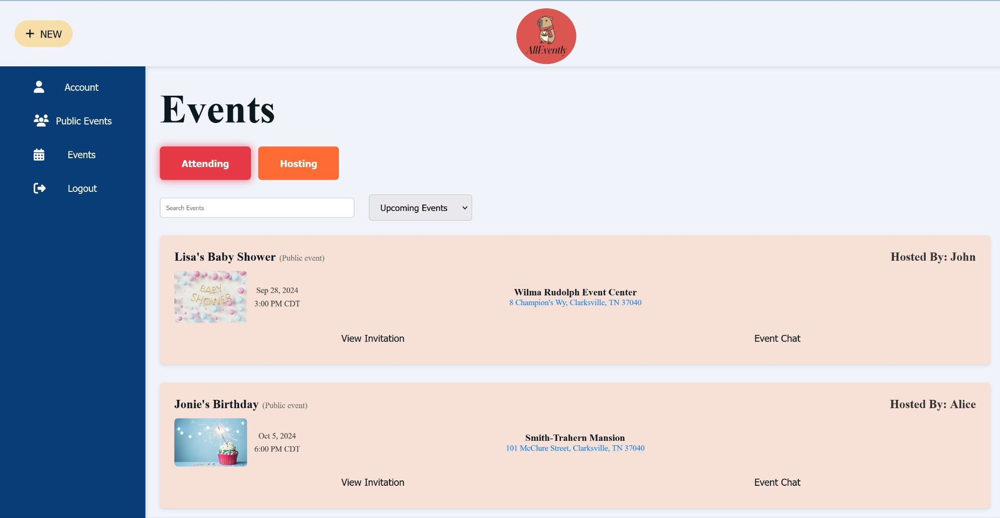 NEW
AllEvently
Account
Public Events
Events
Logout
Events
Attending
Hosting
Search Events
Upcoming Events
Lisa's Baby Shower (Public event)
Hosted By: John
BABY
SHOWER
Sep 28, 2024
3:00 PM CDT
Wilma Rudolph Event Center
8 Champion's Wy, Clarksville, TN 37040
View Invitation
Event Chat
Jonie's Birthday (Public event)
Hosted By: Alice
Oct 5, 2024
6:00 PM CDT
Smith-Trahern Mansion
101 McClure Street, Clarksville, TN 37040
View Invitation
Event Chat